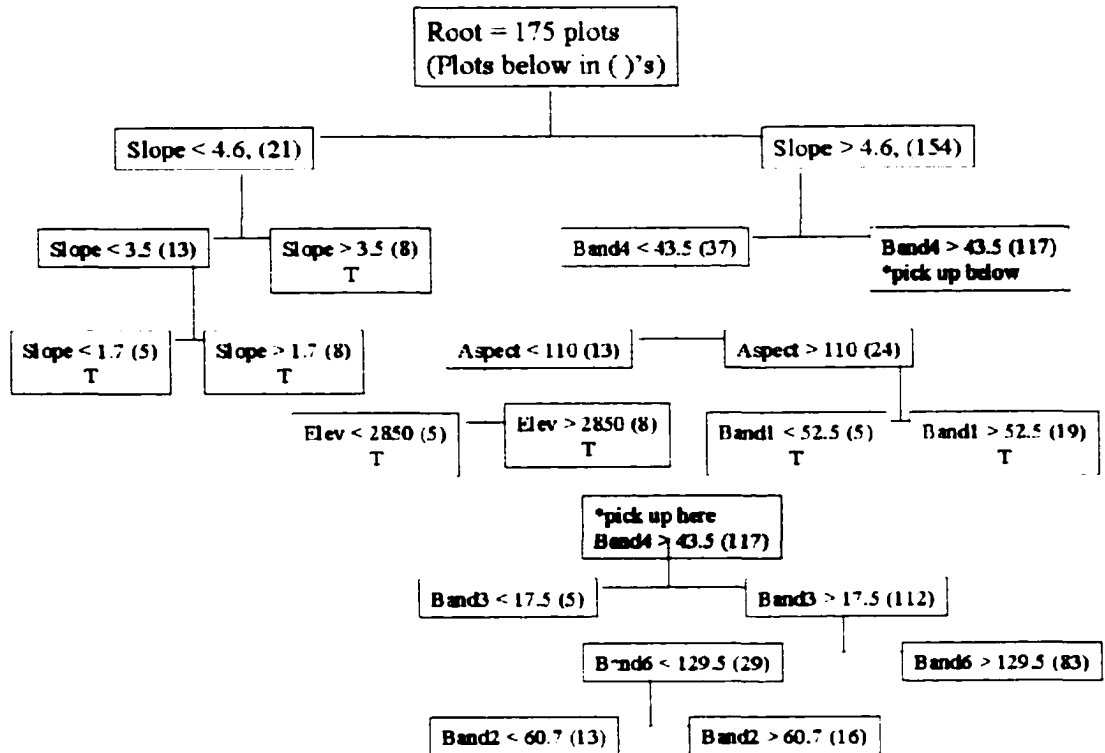 Root = 175 plots
(Plots below in ( )'s)
Slope < 4.6, (21)
Slope > 4.6, (154)
Slope < 3.5 (13)
Slope > 3.5 (8)
T
Band4 < 43.5 (37)
Band4 > 43.5 (117)
*pick up below
Slope < 1.7 (5)
T
Slope > 1.7 (8)
T
Aspect < 110 (13)
Aspect > 110 (24)
Elev < 2850 (5)
T
Elev > 2850 (8)
T
Band1 < 52.5 (5)
T
Band1 > 52.5 (19)
T
*pick up here
Band4 > 43.5 (117)
Band3 < 17.5 (5)
Band3 > 17.5 (112)
Band6 < 129.5 (29)
Band6 > 129.5 (83)
Band2 < 60.7 (13)
Band2 > 60.7 (16)